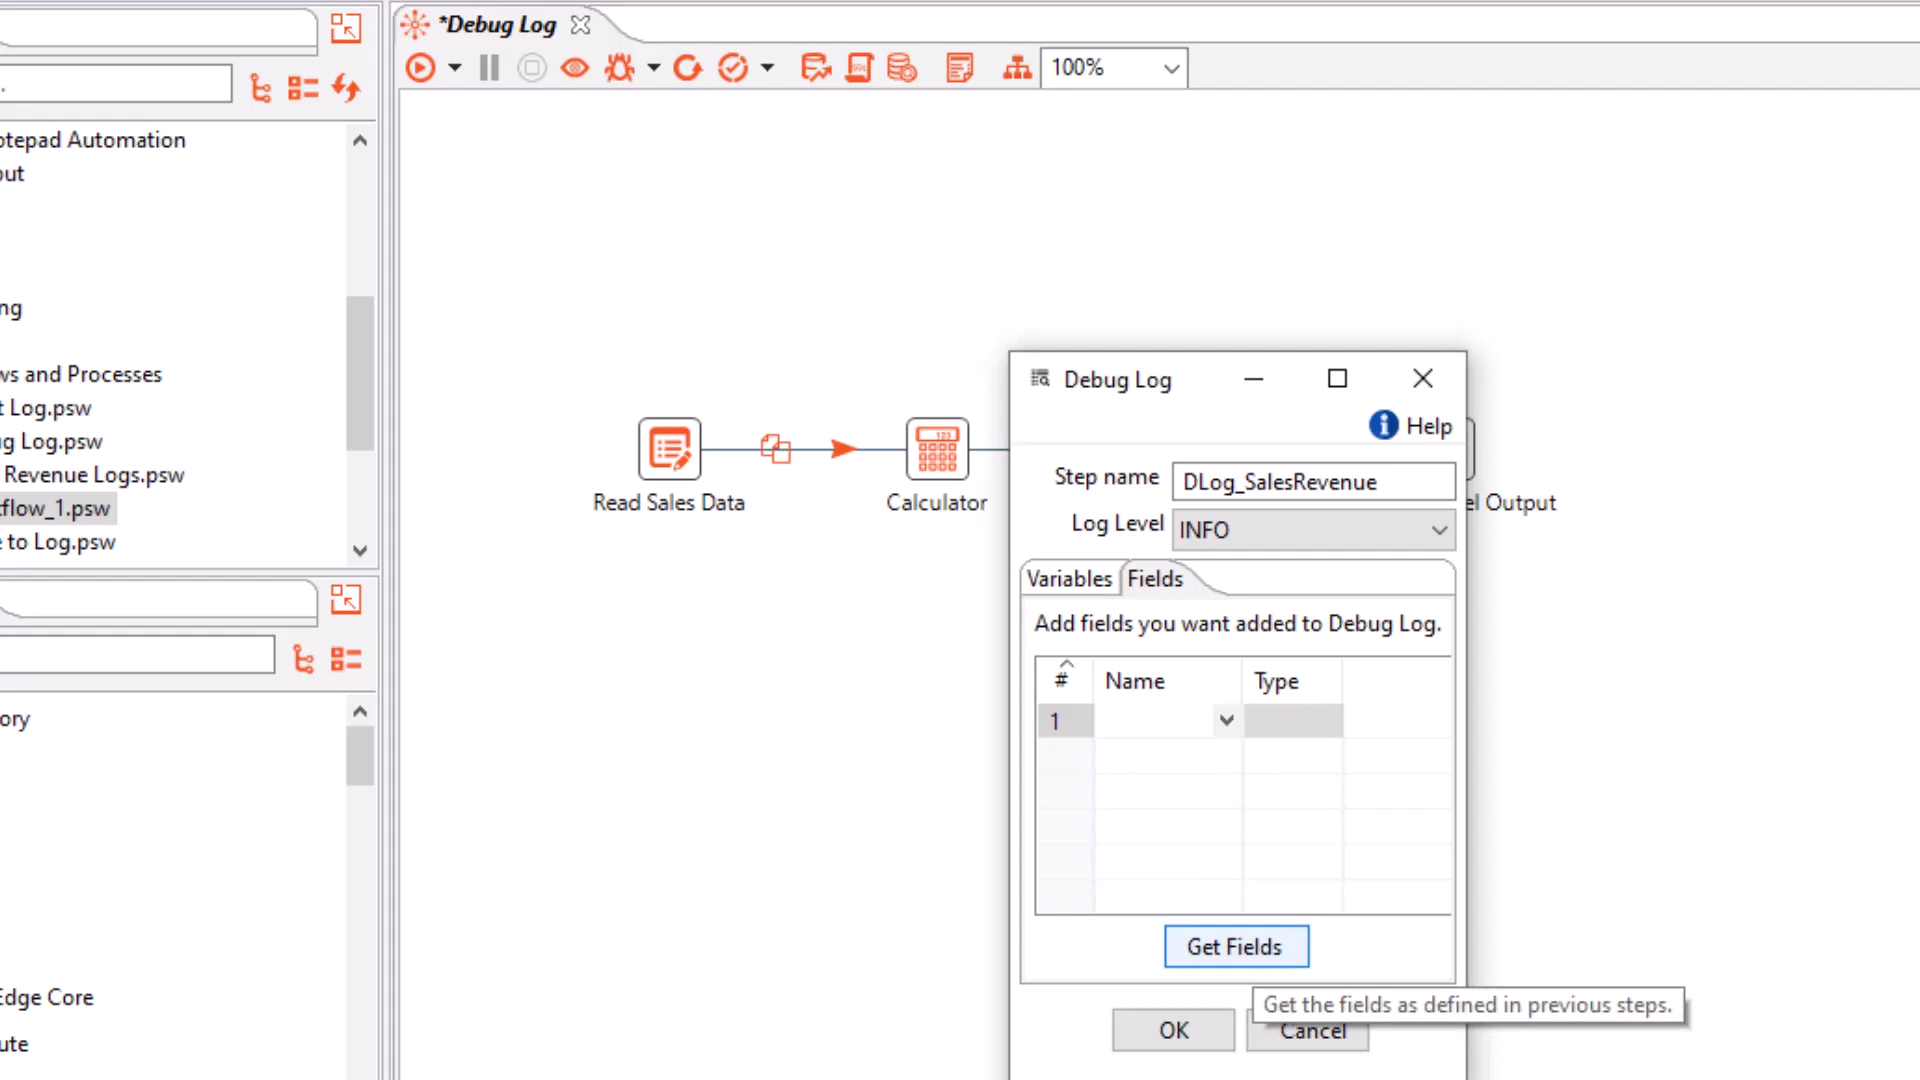 *Debug Log
100%
.
otepad Automation
out
ng
ws and Processes
t Log.psw
g Log.psw
Revenue Logs.psw
flow_1.psw
e to Log.psw
ory
Edge Core
ute
Read Sales Data
123
Calculator
el Output
Debug Log
Help
Step name
DLog_SalesRevenue
Log Level
INFO
Variables
Fields
Add fields you want added to Debug Log.
# Name Type
1
Get Fields
Get the fields as defined in previous steps.
OK
Cancel